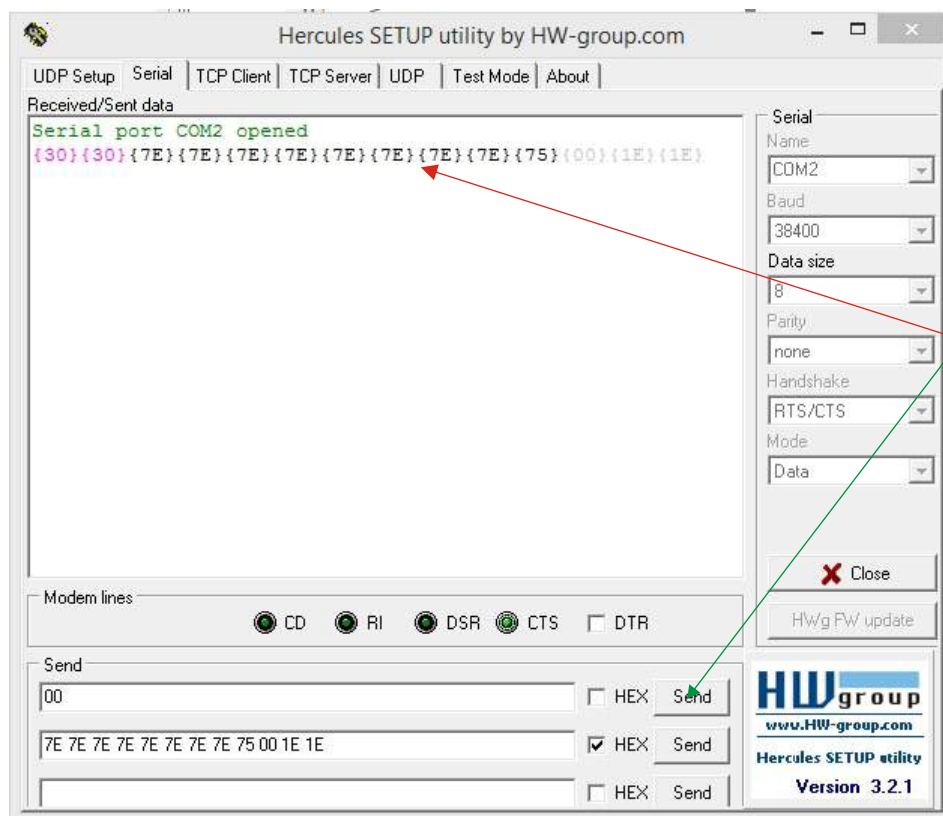 Hercules SETUP utility by HW-group.com
UDP Setup Serial TCP Client TCP Server UDP Test Mode About
Received/Sent data
Serial port COM2 opened
{30}{30}{7E}{7E}{7E}{7E}{7E}{7E}{7E}{7E}{75}{00}{1E}{1E}
Serial
Name
COM2
Baud
38400
Data size
8
Parity
none
Handshake
RTS/CTS
Mode
Data
Close
HWg FW update
Modem lines
CD RI DSR CTS DTR
Send
00 HEX Send
7E 7E 7E 7E 7E 7E 7E 7E 75 00 1E 1E HEX Send
HEX Send
HW group
www.HW-group.com
Hercules SETUP utility
Version 3.2.1